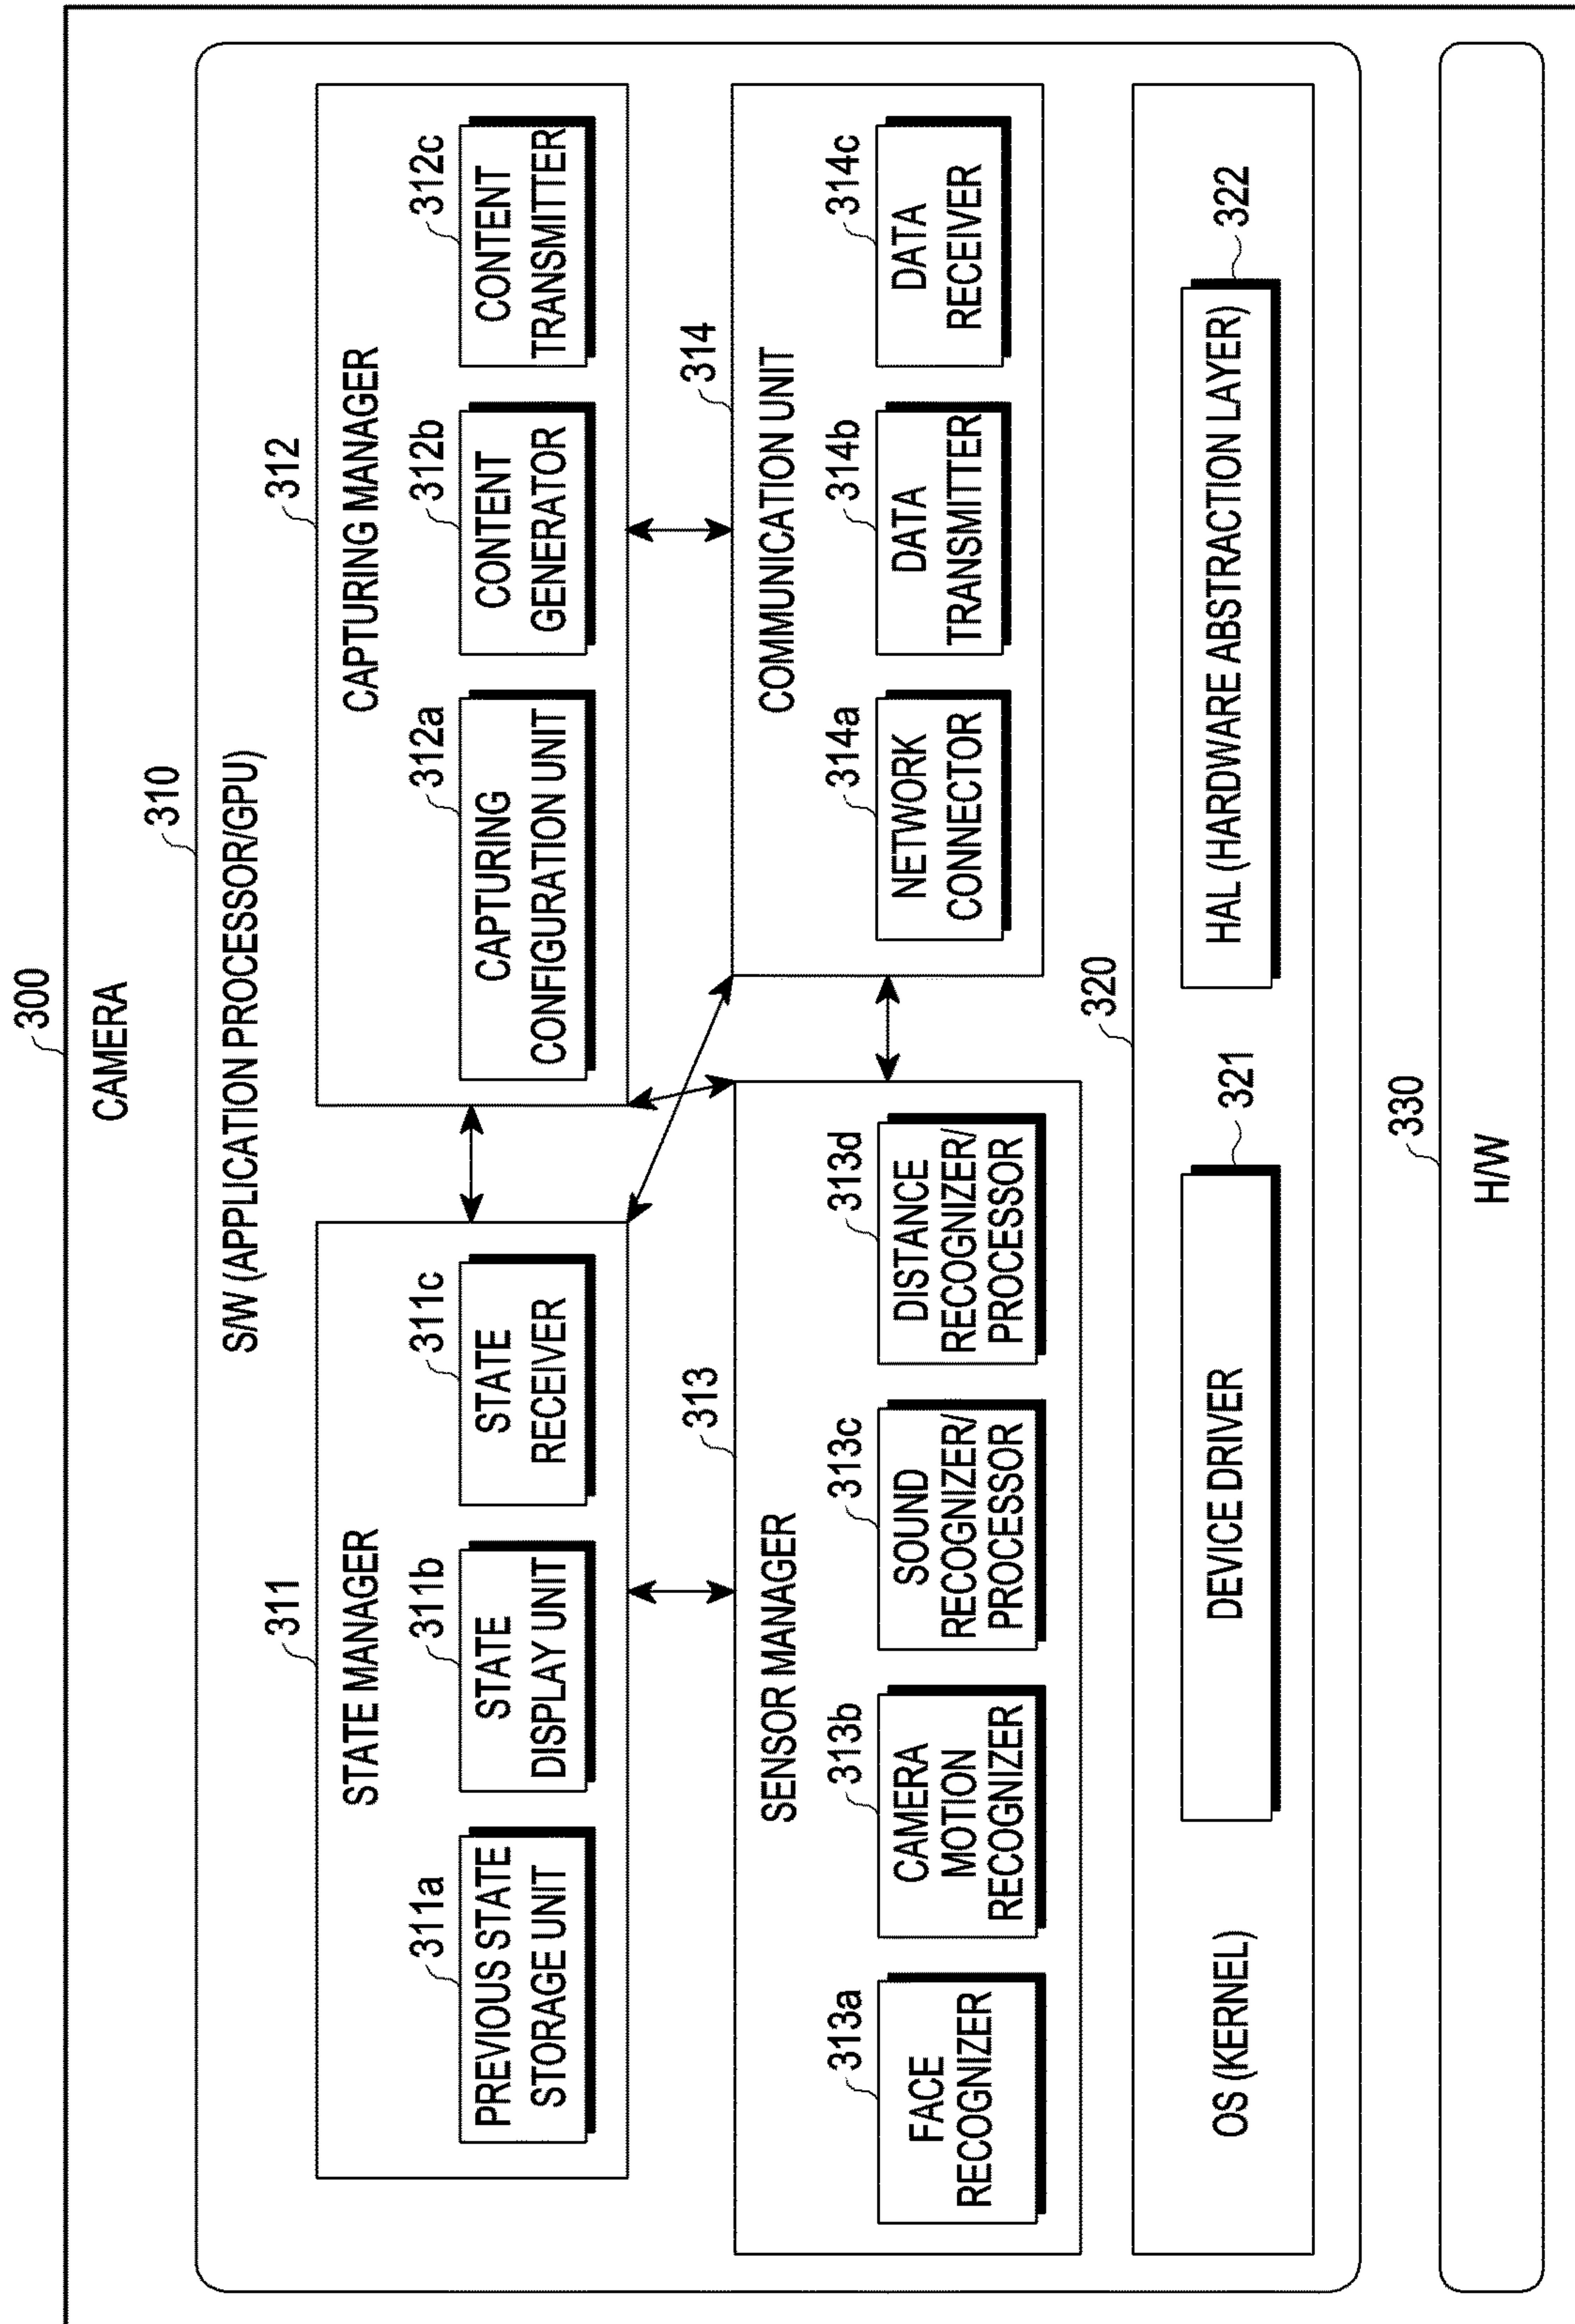 300
CAMERA
310
S/W (APPLICATION PROCESSOR/GPU)
311
STATE MANAGER
311a
PREVIOUS STATE
STORAGE UNIT
311b
STATE
DISPLAY UNIT
311c
STATE
RECEIVER
312
CAPTURING MANAGER
312a
CAPTURING
CONFIGURATION UNIT
312b
CONTENT
GENERATOR
312c
CONTENT
TRANSMITTER
313
SENSOR MANAGER
313a
FACE
RECOGNIZER
313b
CAMERA
MOTION
RECOGNIZER
313c
SOUND
RECOGNIZER/
PROCESSOR
313d
DISTANCE
RECOGNIZER/
PROCESSOR
314
COMMUNICATION UNIT
314a
NETWORK
CONNECTOR
314b
DATA
TRANSMITTER
314c
DATA
RECEIVER
320
OS (KERNEL)
321
DEVICE DRIVER
322
HAL (HARDWARE ABSTRACTION LAYER)
330
H/W